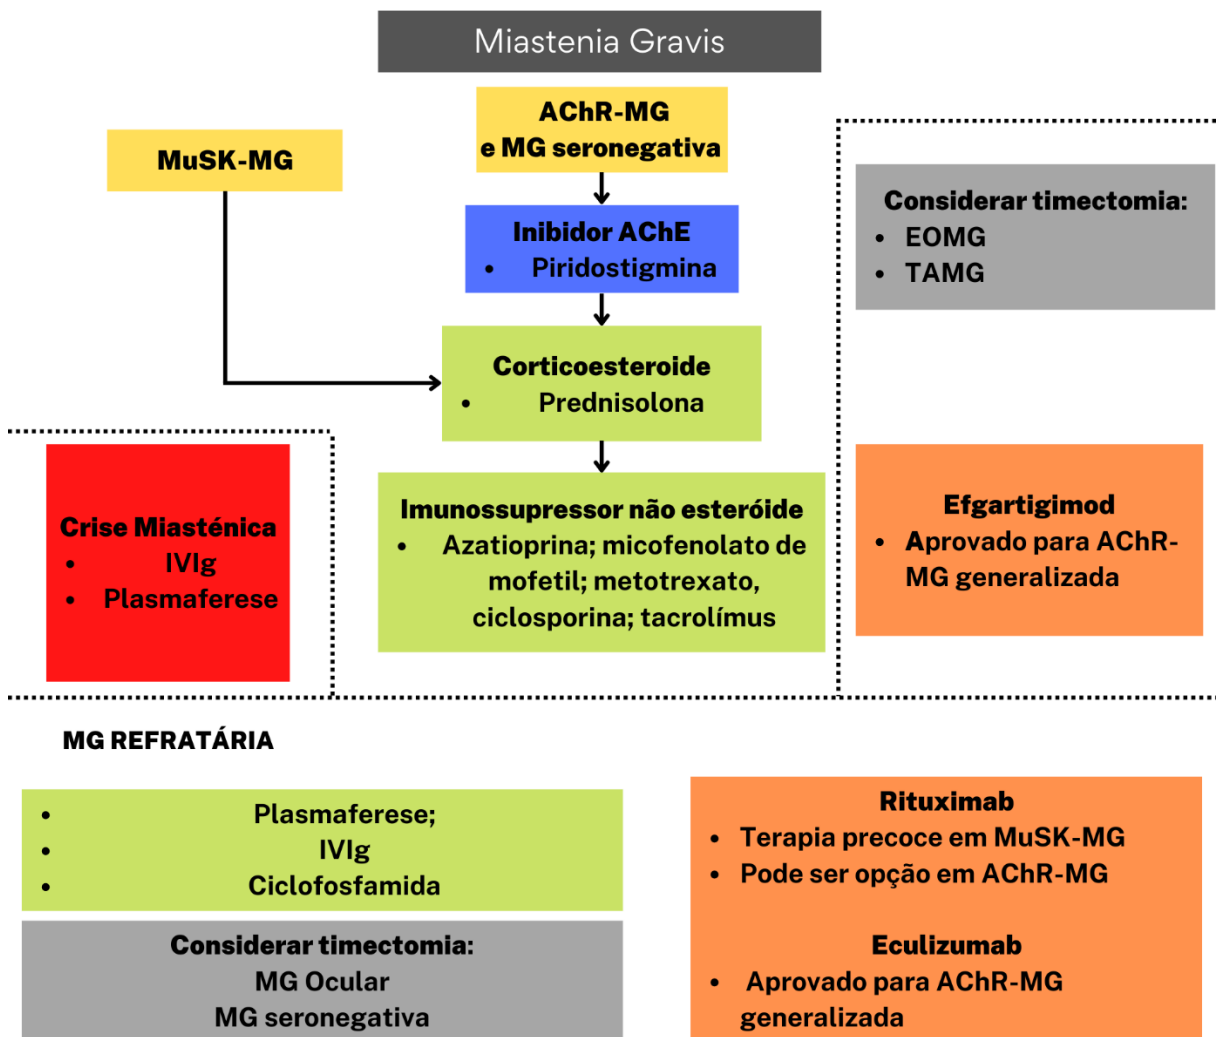 Miastenia Gravis
AChR-MG
e MG seronegativa
MuSK-MG
Inibidor AChE
• Piridostigmina
Corticoesteroide
• Prednisolona
Imunossupressor não esteróide
• Azatioprina; micofenolato de
mofetil; metotrexato,
ciclosporina; tacrolímus
Considerar timectomia:
• EOMG
• TAMG
Efgartigimod
• Aprovado para AChR-
MG generalizada
Crise Miasténica
• IVIg
• Plasmaferese
MG REFRATÁRIA
• Plasmaferese;
• IVIg
• Ciclofosfamida
Considerar timectomia:
MG Ocular
MG seronegativa
Rituximab
• Terapia precoce em MuSK-MG
• Pode ser opção em AChR-MG
Eculizumab
• Aprovado para AChR-MG
generalizada